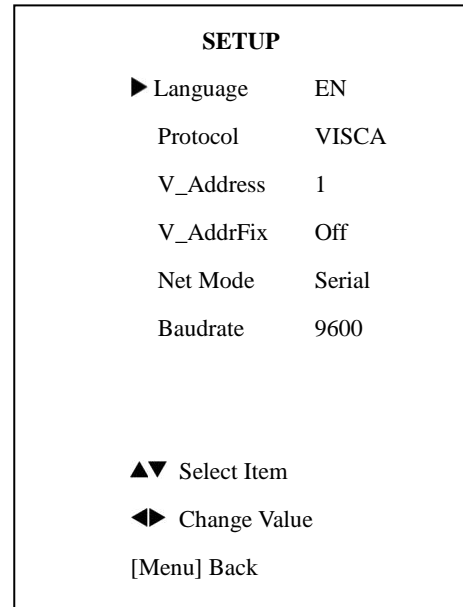 SETUP
▶ Language EN
Protocol VISCA
V_Address 1
V_AddrFix Off
Net Mode Serial
Baudrate 9600
▲▼ Select Item
◀▶ Change Value
[Menu] Back